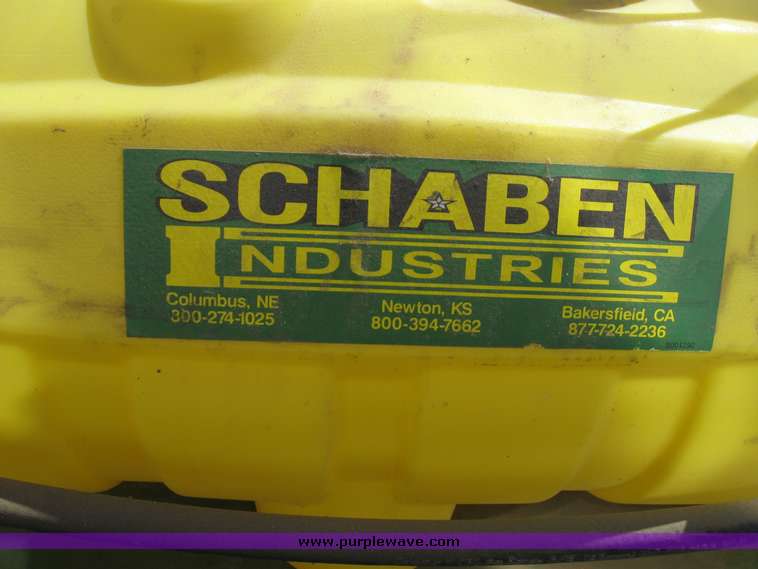 SCHABEN
INDUSTRIES
Columbus, NE
800-274-1025
Newton, KS
800-394-7662
Bakersfield, CA
877-724-2236
www.purplewave.com